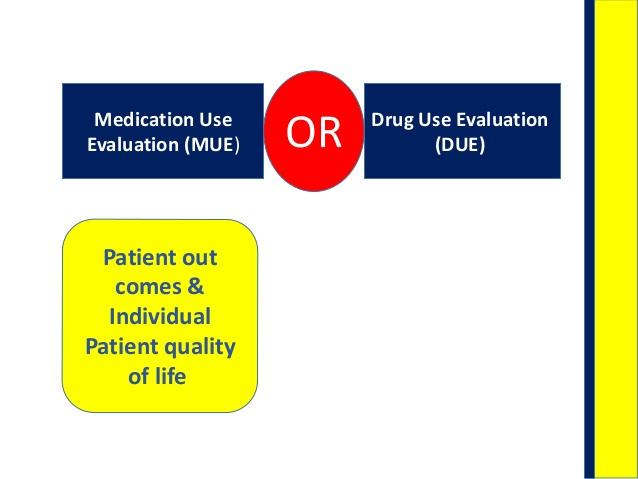 Medication Use
Evaluation (MUE)
OR
Drug Use Evaluation
(DUE)
Patient out
comes &
Individual
Patient quality
of life